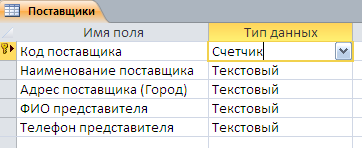 Поставщики
Имя поля Тип данных
Код поставщика Счетчик
Наименование поставщика Текстовый
Адрес поставщика (Город) Текстовый
ФИО представителя Текстовый
Телефон представителя Текстовый